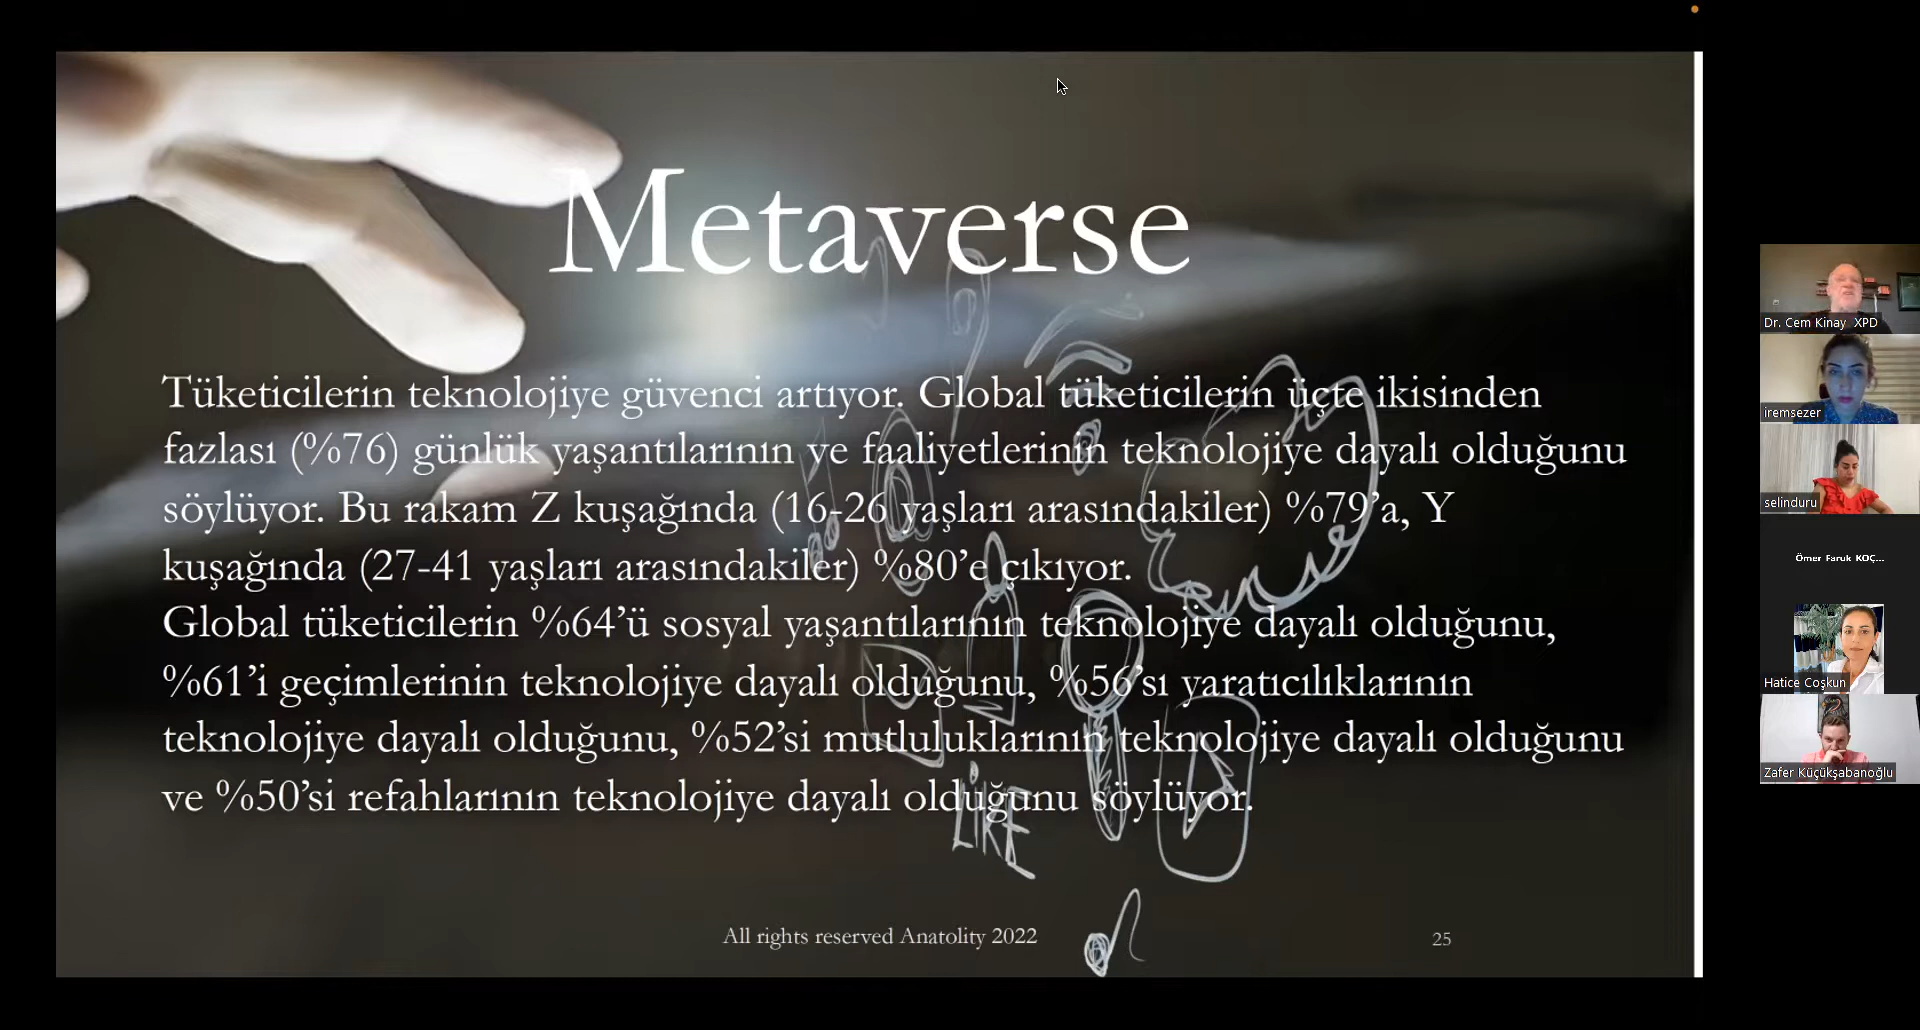 Metaverse
Tüketicilerin teknolojiye güvenci artıyor. Global tüketicilerin üçte ikisinden
fazlası (%76) günlük yaşantılarının ve faaliyetlerinin teknolojiye dayalı olduğunu
söylüyor. Bu rakam Z kuşağında (16-26 yaşları arasındakiler) %79’a, Y
kuşağında (27-41 yaşları arasındakiler) %80’e çıkıyor.
Global tüketicilerin %64’ü sosyal yaşantılarının teknolojiye dayalı olduğunu,
%61’i geçimlerinin teknolojiye dayalı olduğunu, %56’sı yaratıcılıklarının
teknolojiye dayalı olduğunu, %52’si mutluluklarının teknolojiye dayalı olduğunu
ve %50’si refahlarının teknolojiye dayalı olduğunu söylüyor.
LiKE
All rights reserved Anatolity 2022
25
Dr. Cem Kinay XPD
iremsezer
selinduru
Ömer Faruk KOÇ...
Hatice Coşkun
Zafer Küçükşabanoğlu